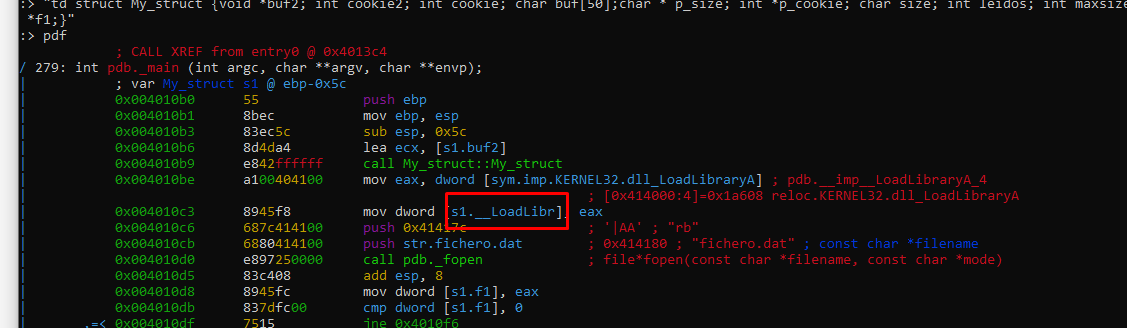 :> "td struct My_struct {void *buf2; int cookie2; int cookie; char buf[50];char * p_size; int *p_cookie; char size; int leidos; int maxsize
*f1;}"
:> pdf
; CALL XREF from entry0 @ 0x4013c4
/ 279: int pdb._main (int argc, char **argv, char **envp);
| ; var My_struct s1 @ ebp-0x5c
| 0x004010b0 55 push ebp
| 0x004010b1 8bec mov ebp, esp
| 0x004010b3 83ec5c sub esp, 0x5c
| 0x004010b6 8d4da4 lea ecx, [s1.buf2]
| 0x004010b9 e842ffffff call My_struct::My_struct
| 0x004010be a100404100 mov eax, dword [sym.imp.KERNEL32.dll_LoadLibraryA] ; pdb.__imp__LoadLibraryA_4
| ; [0x414000:4]=0x1a608 reloc.KERNEL32.dll_LoadLibraryA
| 0x004010c3 8945f8 mov dword [s1.__LoadLibr], eax
| 0x004010c6 687c414100 push 0x41417c ; '|AA' ; "rb"
| 0x004010cb 6880414100 push str.fichero.dat ; 0x414180 ; "fichero.dat" ; const char *filename
| 0x004010d0 e897250000 call pdb._fopen ; file*fopen(const char *filename, const char *mode)
| 0x004010d5 83c408 add esp, 8
| 0x004010d8 8945fc mov dword [s1.f1], eax
| 0x004010db 837dfc00 cmp dword [s1.f1], 0
| .=< 0x004010df 7515 jne 0x4010f6